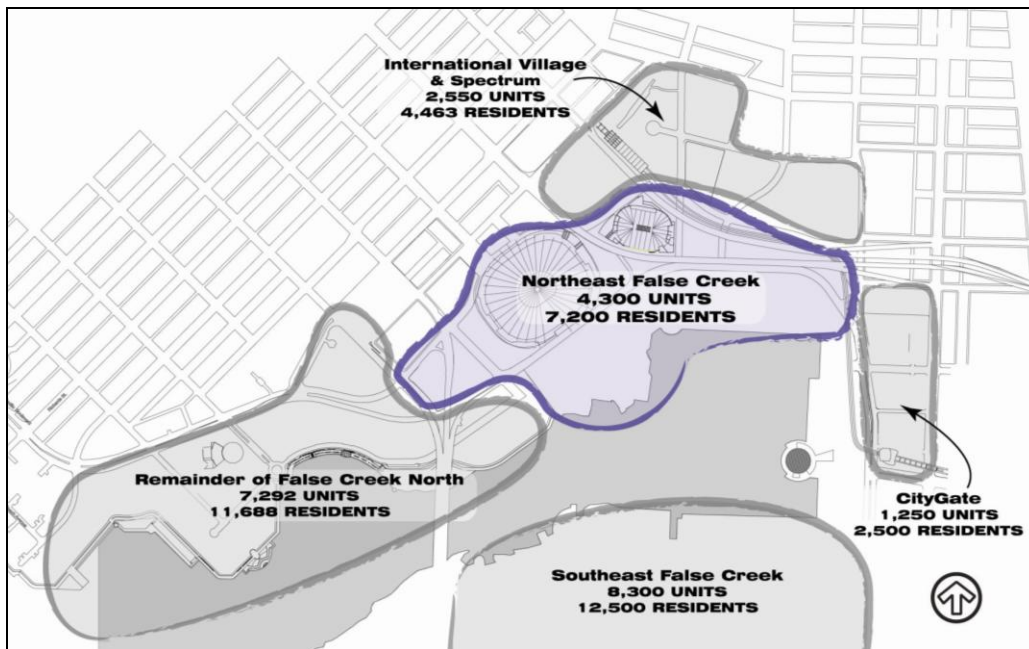 International Village
& Spectrum
2,550 UNITS
4,463 RESIDENTS
Northeast False Creek
4,300 UNITS
7,200 RESIDENTS
Remainder of False Creek North
7,292 UNITS
11,688 RESIDENTS
CityGate
1,250 UNITS
2,500 RESIDENTS
Southeast False Creek
8,300 UNITS
12,500 RESIDENTS